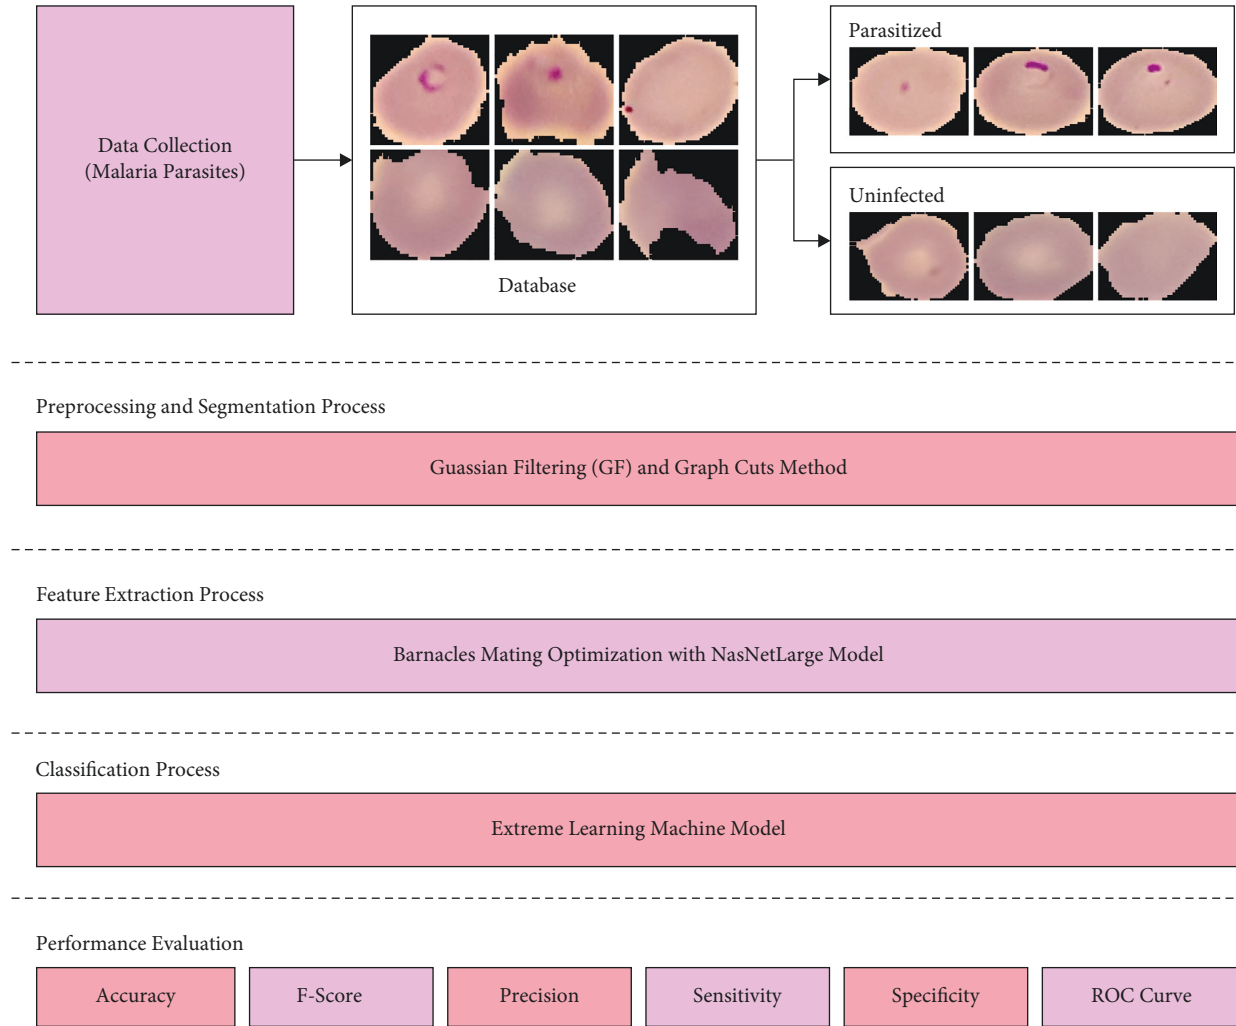 Data Collection
(Malaria Parasites)
Database
Parasitized
Uninfected
Preprocessing and Segmentation Process
Guassian Filtering (GF) and Graph Cuts Method
Feature Extraction Process
Barnacles Mating Optimization with NasNetLarge Model
Classification Process
Extreme Learning Machine Model
Performance Evaluation
Accuracy
F-Score
Precision
Sensitivity
Specificity
ROC Curve